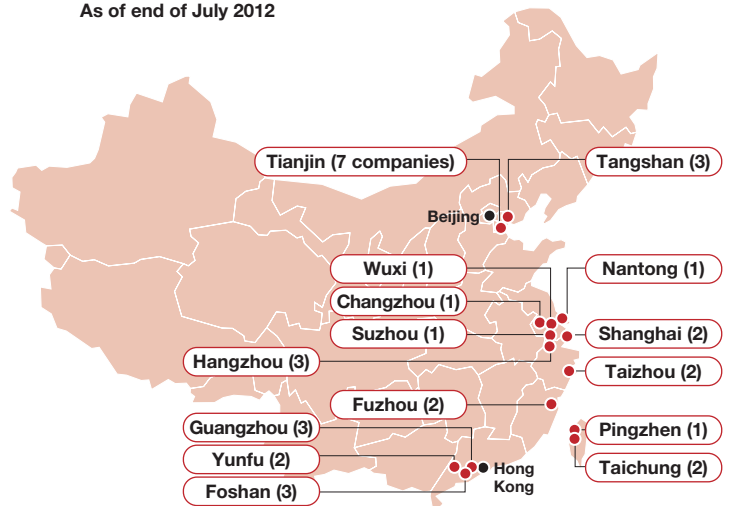 As of end of July 2012
Tianjin (7 companies)
Tangshan (3)
Beijing
Wuxi (1)
Nantong (1)
Changzhou (1)
Suzhou (1)
Shanghai (2)
Hangzhou (3)
Taizhou (2)
Fuzhou (2)
Guangzhou (3)
Pingzhen (1)
Yunfu (2)
Hong
Kong
Taichung (2)
Foshan (3)